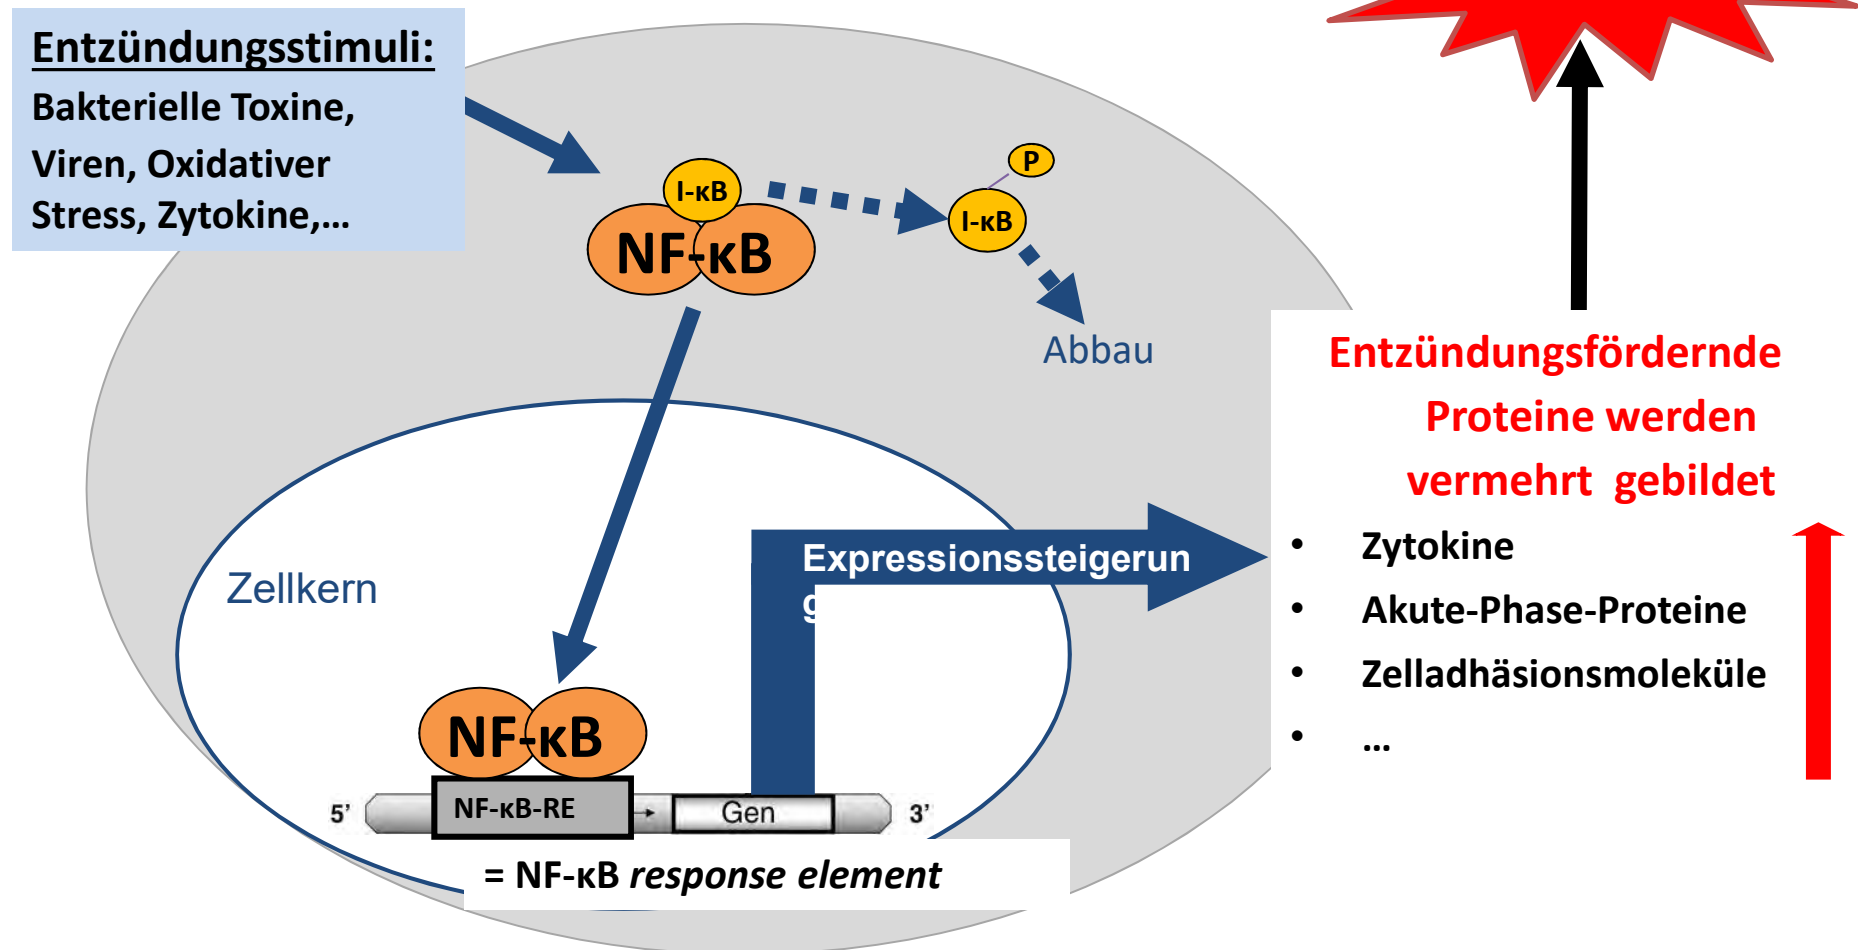 Entzündungsstimuli:
Bakterielle Toxine,
Viren, Oxidativer
Stress, Zytokine,...
I-κB
NF-κB
P
I-κB
Abbau
Entzündungsfördernde
Proteine werden
vermehrt gebildet
• Zytokine
• Akute-Phase-Proteine
• Zelladhäsionsmoleküle
• ...
Expressionssteigerun
g
Zellkern
NF-κB
5' NF-κB-RE Gen 3'
= NF-κB response element